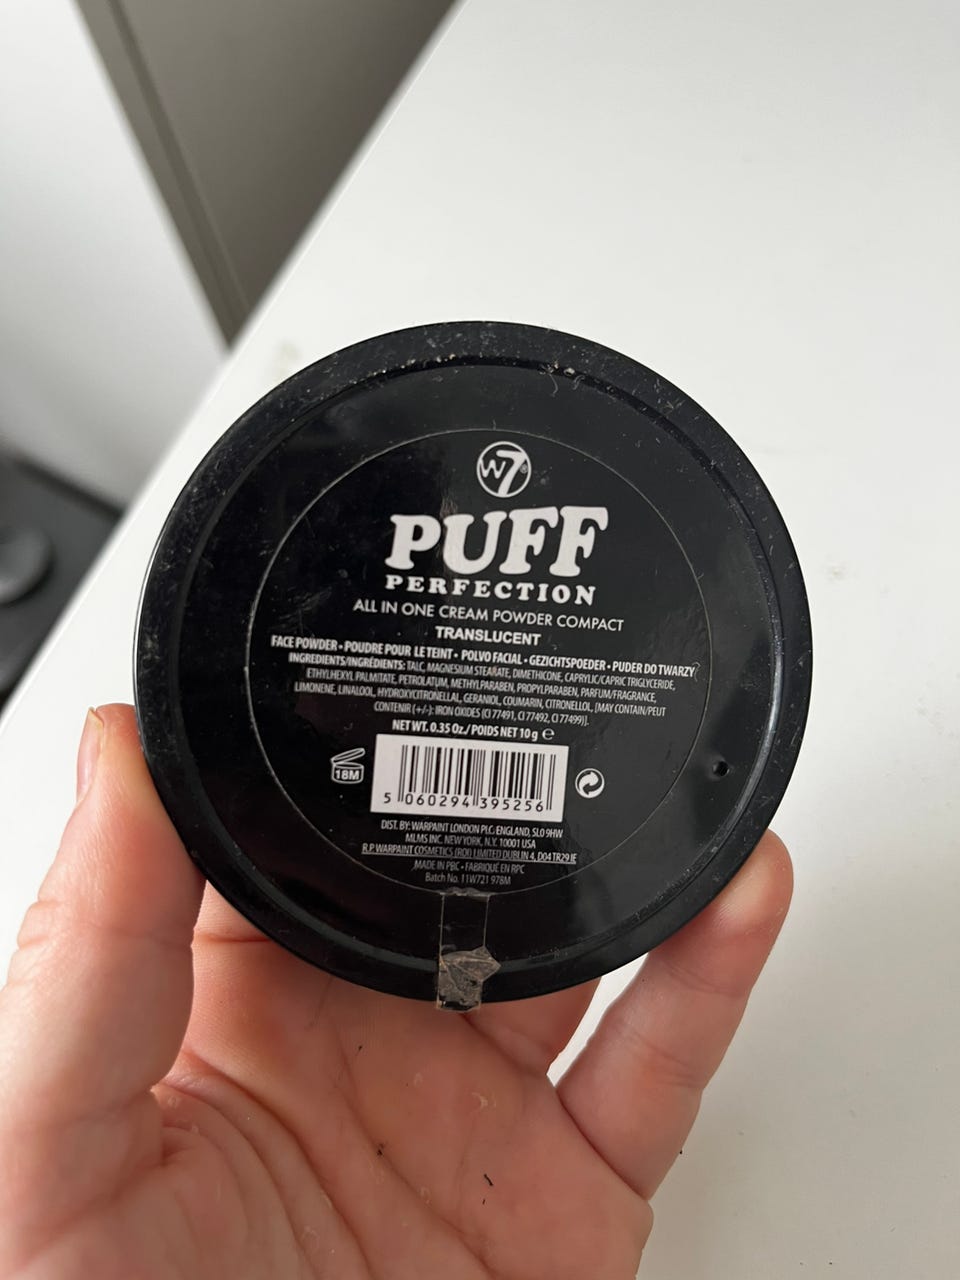 W7®
PUFF
PERFECTION
ALL IN ONE CREAM POWDER COMPACT
TRANSLUCENT
FACE POWDER • POUDRE POUR LE TEINT • POLVO FACIAL • GEZICHTSPOEDER • PUDER DO TWARZY
INGREDIENTS/INGRÉDIENTS: TALC, MAGNESIUM STEARATE, DIMETHICONE, CAPRYLIC/CAPRIC TRIGLYCERIDE,
ETHYLHEXYL PALMITATE, PETROLATUM, METHYLPARABEN, PROPYLPARABEN, PARFUM/FRAGRANCE,
LIMONENE, LINALOOL, HYDROXYCITRONELLAL, GERANIOL, COUMARIN, CITRONELLOL, [MAY CONTAIN/PEUT
CONTENIR (+/-): IRON OXIDES (CI 77491, CI 77492, CI 77499)].
NET WT. 0.35 Oz./POIDS NET 10 g ℮
18M
5 060294 395256
DIST. BY: WARPAINT LONDON PLC. ENGLAND, SL0 9HW
MLMS INC. NEW YORK, N.Y. 10001 USA
R.P WARPAINT COSMETICS (ROI) LIMITED DUBLIN 4, D04 TR29 IE
MADE IN PRC • FABRIQUÉ EN RPC
Batch No. 11W721 978M